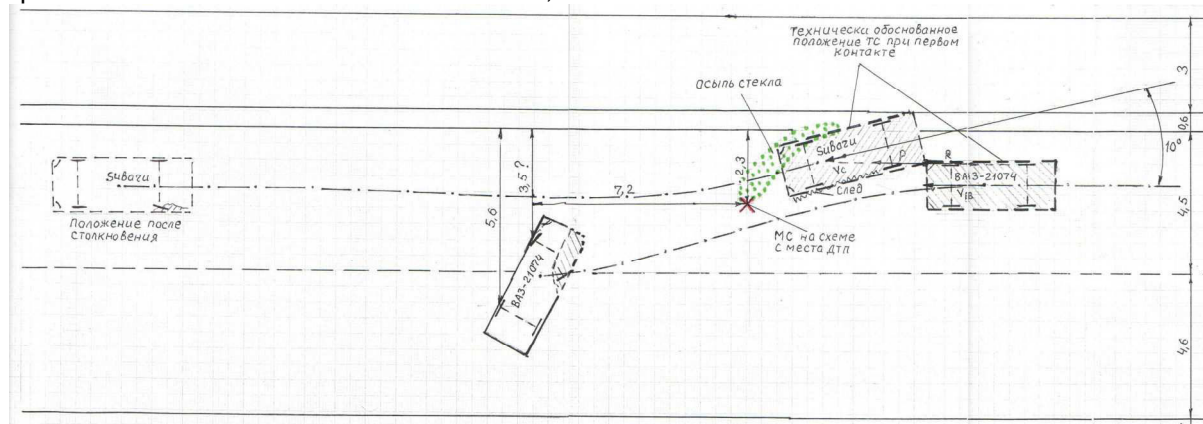 Технически обоснованное
положение ТС при первом
контакте
осыпь стекла
3
0,6
10°
Subaru
Vc
P
R
ВАЗ-21074
V1В
След
2,3
3,5?
7,2
5,6
4,5
Subaru
Положение после
столкновения
МС на схеме
с места ДТП
ВАЗ-21074
4,6